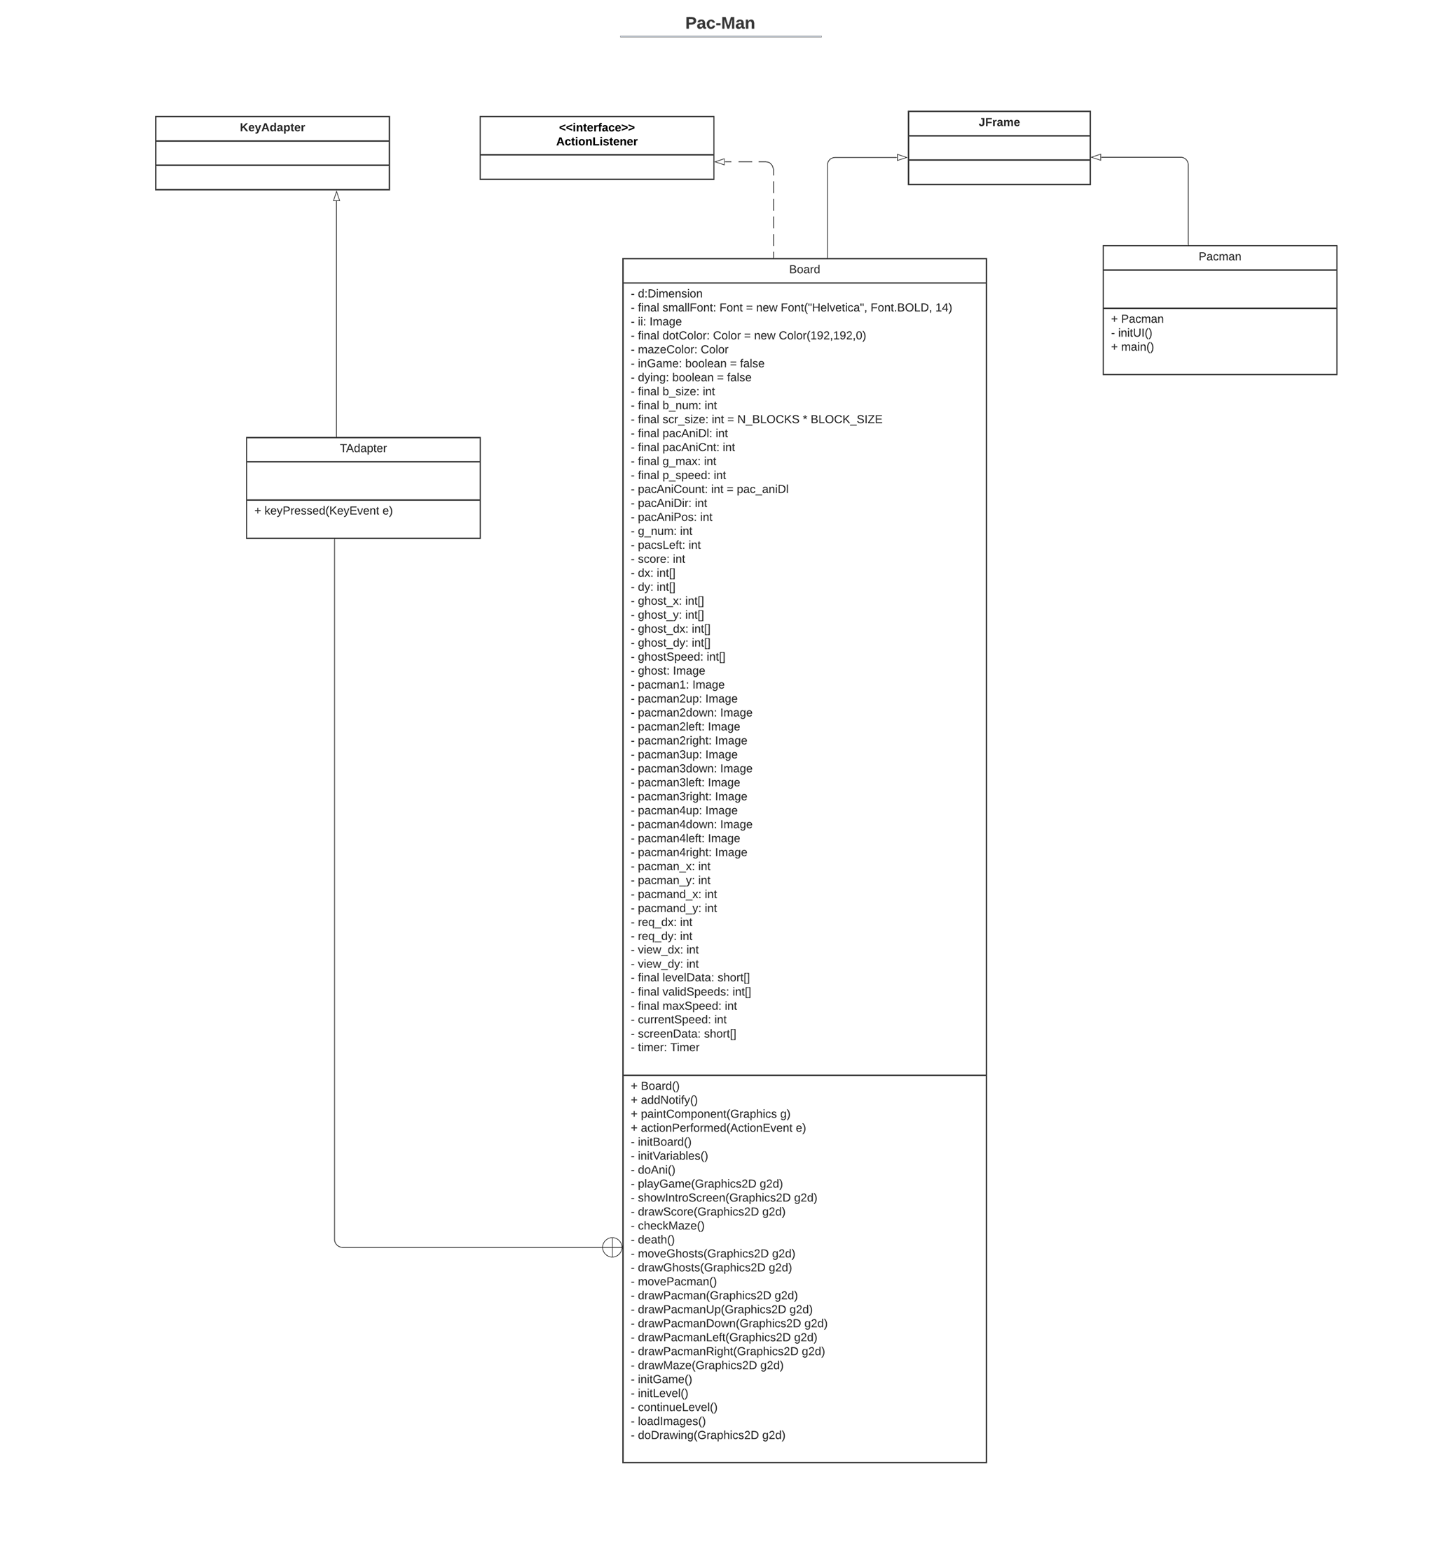 Pac-Man
KeyAdapter
<<interface>>
ActionListener
JFrame
Pacman
+ Pacman
- initUI()
+ main()
TAdapter
+ keyPressed(KeyEvent e)
Board
- d:Dimension
- final smallFont: Font = new Font("Helvetica", Font.BOLD, 14)
- ii: Image
- final dotColor: Color = new Color(192,192,0)
- mazeColor: Color
- inGame: boolean = false
- dying: boolean = false
- final b_size: int
- final b_num: int
- final scr_size: int = N_BLOCKS * BLOCK_SIZE
- final pacAniDl: int
- final pacAniCnt: int
- final g_max: int
- final p_speed: int
- pacAniCount: int = pac_aniDl
- pacAniDir: int
- pacAniPos: int
- g_num: int
- pacsLeft: int
- score: int
- dx: int[]
- dy: int[]
- ghost_x: int[]
- ghost_y: int[]
- ghost_dx: int[]
- ghost_dy: int[]
- ghostSpeed: int[]
- ghost: Image
- pacman1: Image
- pacman2up: Image
- pacman2down: Image
- pacman2left: Image
- pacman2right: Image
- pacman3up: Image
- pacman3down: Image
- pacman3left: Image
- pacman3right: Image
- pacman4up: Image
- pacman4down: Image
- pacman4left: Image
- pacman4right: Image
- pacman_x: int
- pacman_y: int
- pacmand_x: int
- pacmand_y: int
- req_dx: int
- req_dy: int
- view_dx: int
- view_dy: int
- final levelData: short[]
- final validSpeeds: int[]
- final maxSpeed: int
- currentSpeed: int
- screenData: short[]
- timer: Timer
+ Board()
+ addNotify()
+ paintComponent(Graphics g)
+ actionPerformed(ActionEvent e)
- initBoard()
- initVariables()
- doAni()
- playGame(Graphics2D g2d)
- showIntroScreen(Graphics2D g2d)
- drawScore(Graphics2D g2d)
- checkMaze()
- death()
- moveGhosts(Graphics2D g2d)
- drawGhosts(Graphics2D g2d)
- movePacman()
- drawPacman(Graphics2D g2d)
- drawPacmanUp(Graphics2D g2d)
- drawPacmanDown(Graphics2D g2d)
- drawPacmanLeft(Graphics2D g2d)
- drawPacmanRight(Graphics2D g2d)
- drawMaze(Graphics2D g2d)
- initGame()
- initLevel()
- continueLevel()
- loadImages()
- doDrawing(Graphics2D g2d)